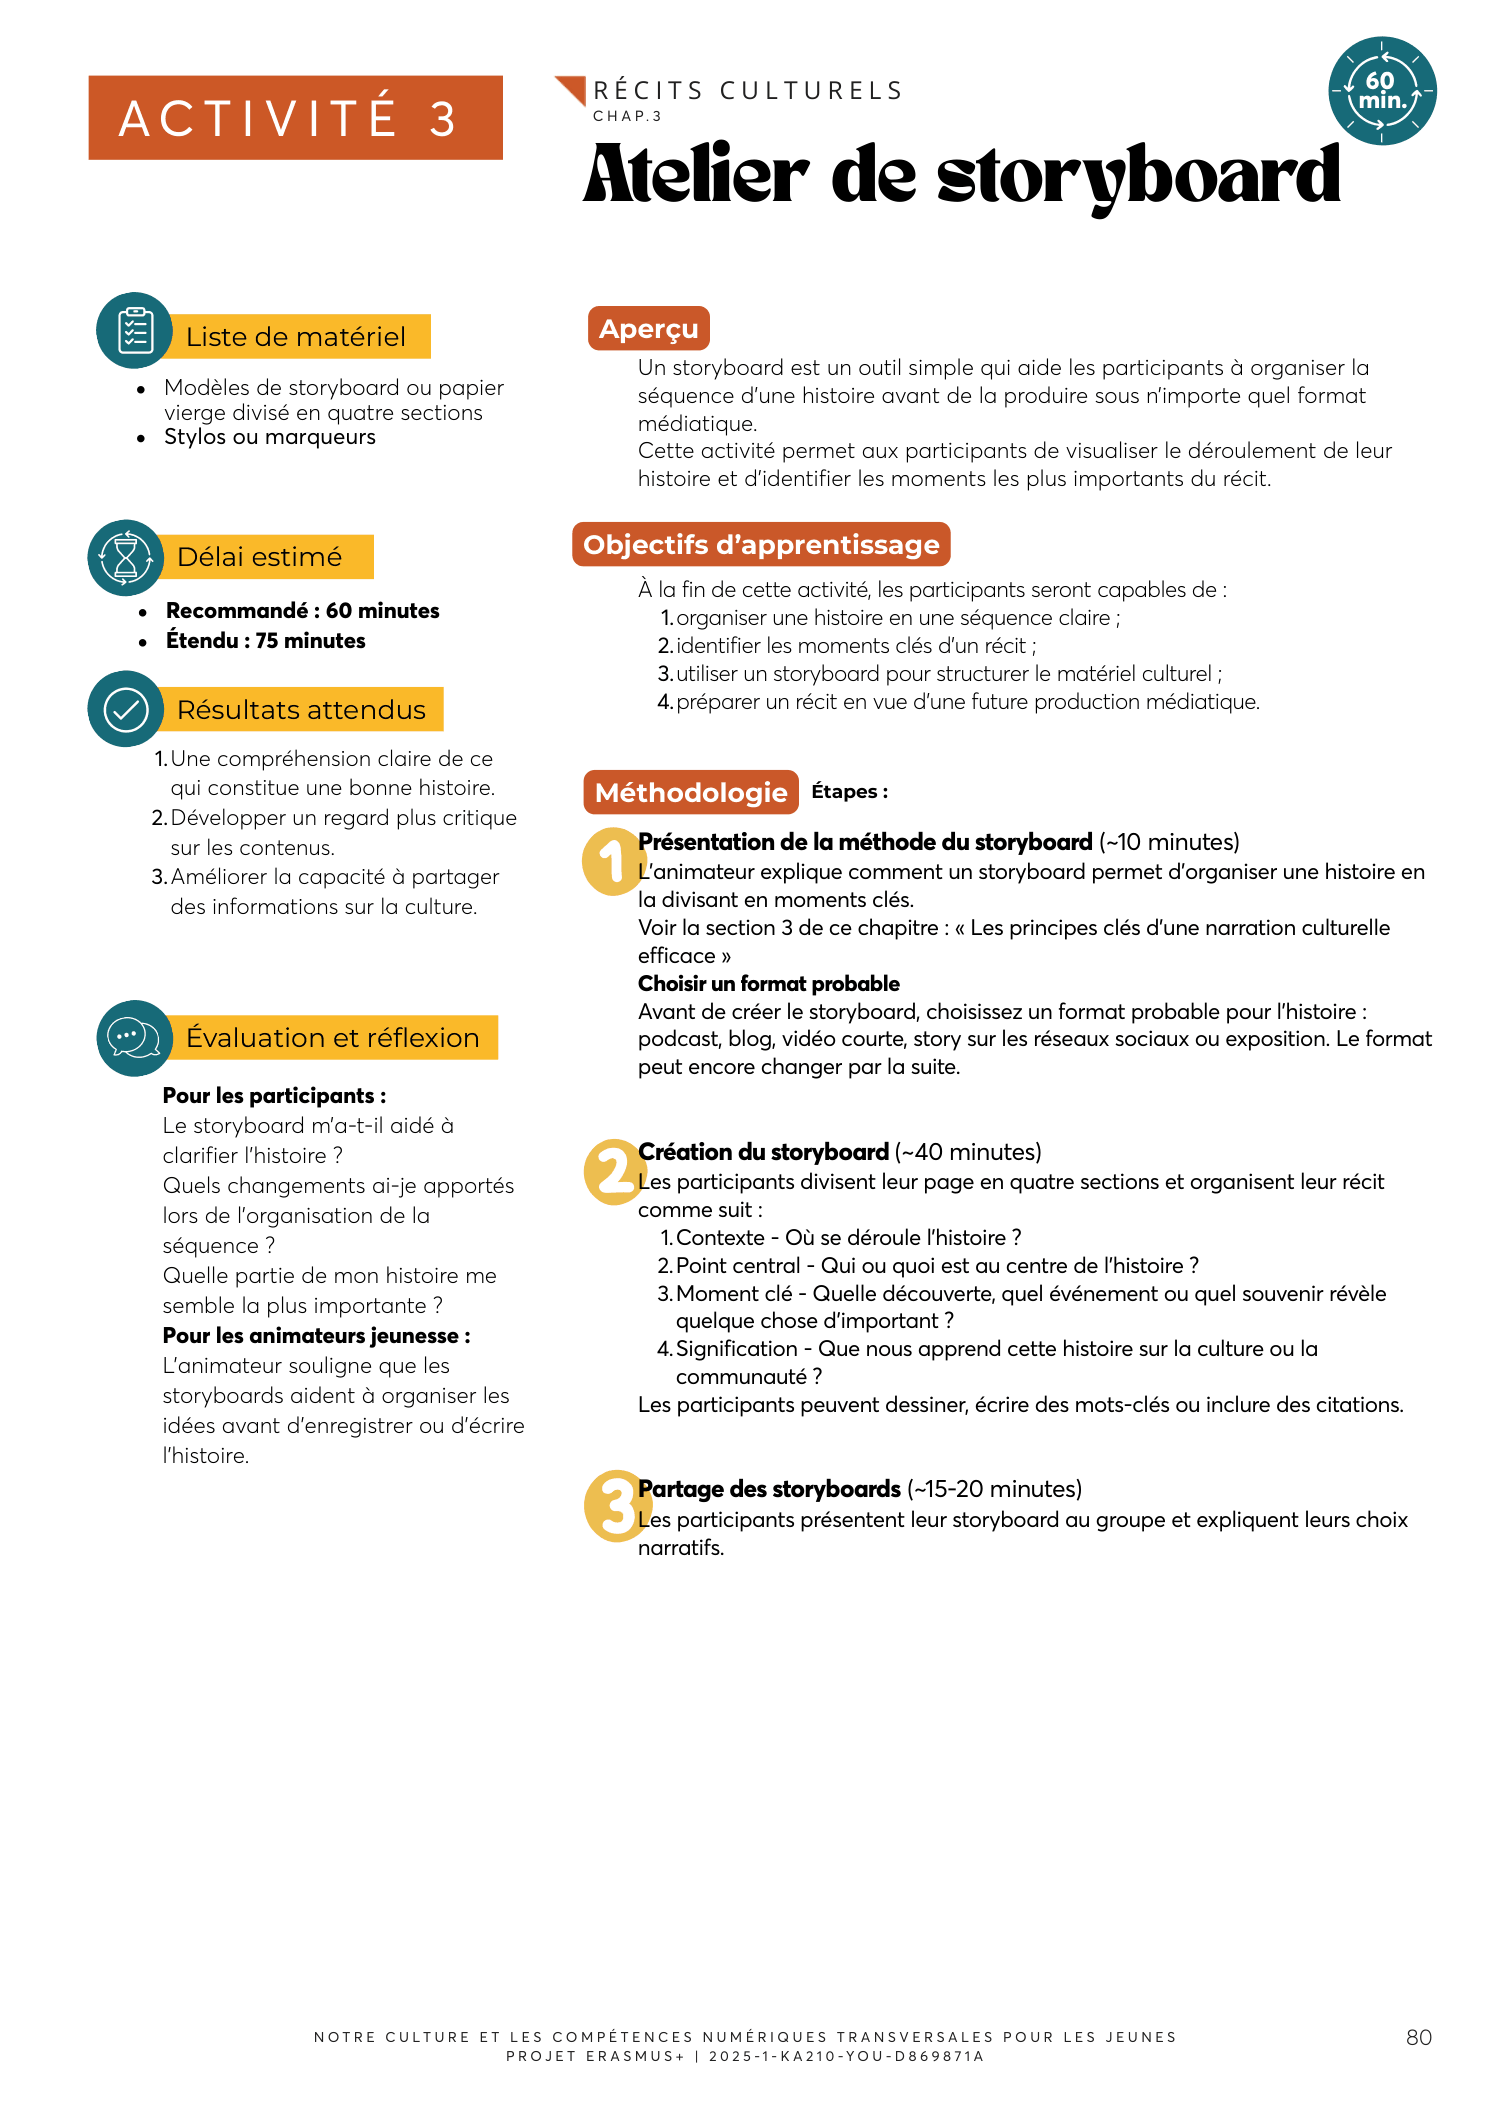 ACTIVITÉ 3
RÉCITS CULTURELS
CHAP.3
Atelier de storyboard
60
min.
Liste de matériel
• Modèles de storyboard ou papier
vierge divisé en quatre sections
• Stylos ou marqueurs
Délai estimé
• Recommandé : 60 minutes
• Étendu : 75 minutes
Résultats attendus
1. Une compréhension claire de ce
qui constitue une bonne histoire.
2. Développer un regard plus critique
sur les contenus.
3. Améliorer la capacité à partager
des informations sur la culture.
Évaluation et réflexion
Pour les participants :
Le storyboard m'a-t-il aidé à
clarifier l'histoire ?
Quels changements ai-je apportés
lors de l'organisation de la
séquence ?
Quelle partie de mon histoire me
semble la plus importante ?
Pour les animateurs jeunesse :
L'animateur souligne que les
storyboards aident à organiser les
idées avant d'enregistrer ou d'écrire
l'histoire.
Aperçu
Un storyboard est un outil simple qui aide les participants à organiser la
séquence d'une histoire avant de la produire sous n'importe quel format
médiatique.
Cette activité permet aux participants de visualiser le déroulement de leur
histoire et d'identifier les moments les plus importants du récit.
Objectifs d'apprentissage
À la fin de cette activité, les participants seront capables de :
1. organiser une histoire en une séquence claire ;
2. identifier les moments clés d'un récit ;
3. utiliser un storyboard pour structurer le matériel culturel ;
4. préparer un récit en vue d'une future production médiatique.
Méthodologie Étapes :
1
Présentation de la méthode du storyboard (~10 minutes)
L'animateur explique comment un storyboard permet d'organiser une histoire en
la divisant en moments clés.
Voir la section 3 de ce chapitre : « Les principes clés d'une narration culturelle
efficace »
Choisir un format probable
Avant de créer le storyboard, choisissez un format probable pour l'histoire :
podcast, blog, vidéo courte, story sur les réseaux sociaux ou exposition. Le format
peut encore changer par la suite.
2
Création du storyboard (~40 minutes)
Les participants divisent leur page en quatre sections et organisent leur récit
comme suit :
1. Contexte - Où se déroule l'histoire ?
2. Point central - Qui ou quoi est au centre de l'histoire ?
3. Moment clé - Quelle découverte, quel événement ou quel souvenir révèle
quelque chose d'important ?
4. Signification - Que nous apprend cette histoire sur la culture ou la
communauté ?
Les participants peuvent dessiner, écrire des mots-clés ou inclure des citations.
3
Partage des storyboards (~15-20 minutes)
Les participants présentent leur storyboard au groupe et expliquent leurs choix
narratifs.
NOTRE CULTURE ET LES COMPÉTENCES NUMÉRIQUES TRANSVERSALES POUR LES JEUNES
PROJET ERASMUS+ | 2025-1-KA210-YOU-D869871A
80